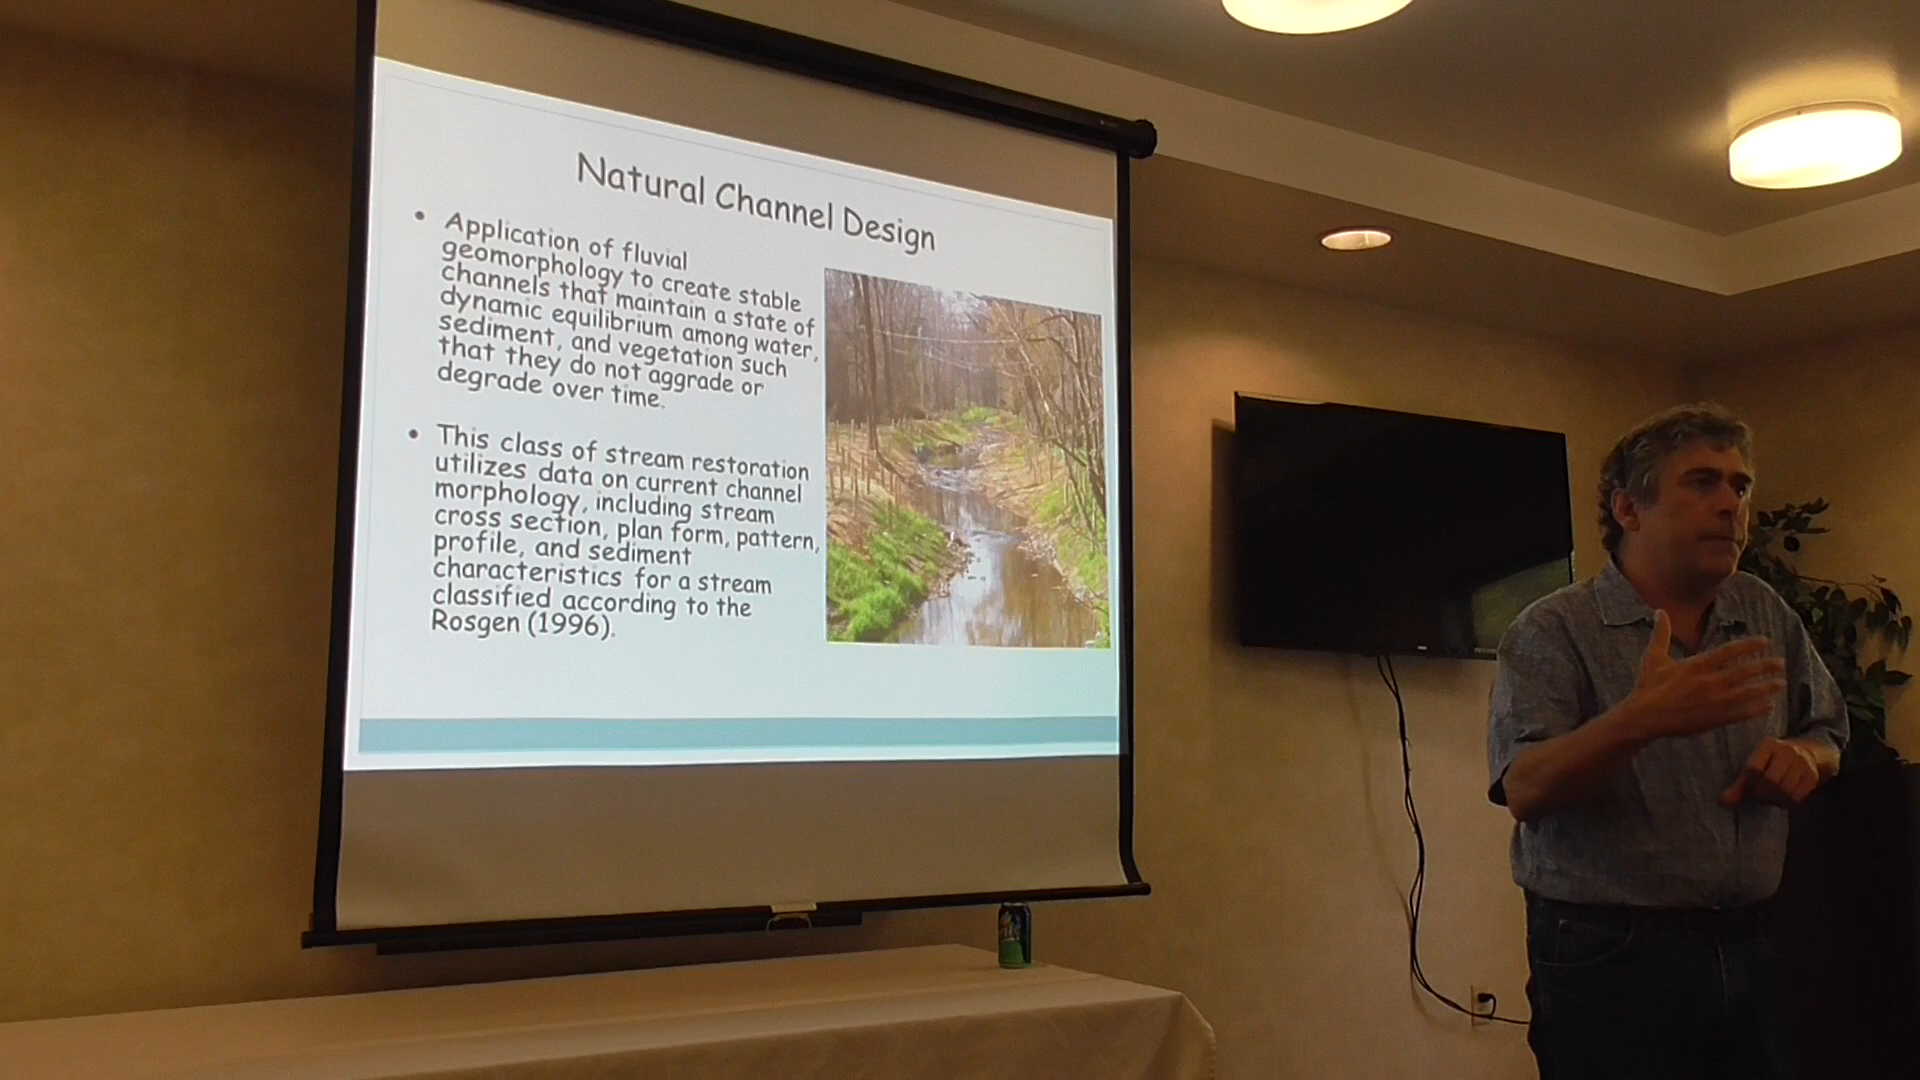 Natural Channel Design
• Application of fluvial
geomorphology to create stable
channels that maintain a state of
dynamic equilibrium among water,
sediment, and vegetation such
that they do not aggrade or
degrade over time.
• This class of stream restoration
utilizes data on current channel
morphology, including stream
cross section, plan form, pattern,
profile, and sediment
characteristics for a stream
classified according to the
Rosgen (1996).